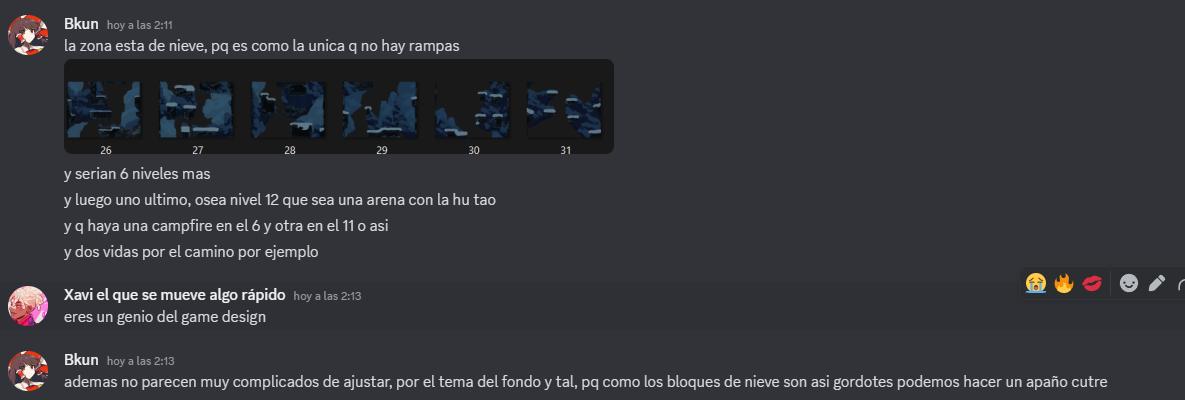 Bkun hoy a las 2:11
la zona esta de nieve, pq es como la unica q no hay rampas
26 27 28 29 30 31
y serian 6 niveles mas
y luego uno ultimo, osea nivel 12 que sea una arena con la hu tao
y q haya una campfire en el 6 y otra en el 11 o asi
y dos vidas por el camino por ejemplo
Xavi el que se mueve algo rápido hoy a las 2:13
eres un genio del game design
Bkun hoy a las 2:13
ademas no parecen muy complicados de ajustar, por el tema del fondo y tal, pq como los bloques de nieve son asi gordotes podemos hacer un apaño cutre